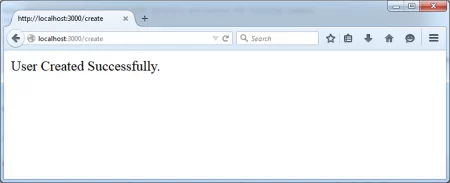 http://localhost:3000/create
localhost:3000/create
Search
User Created Successfully.